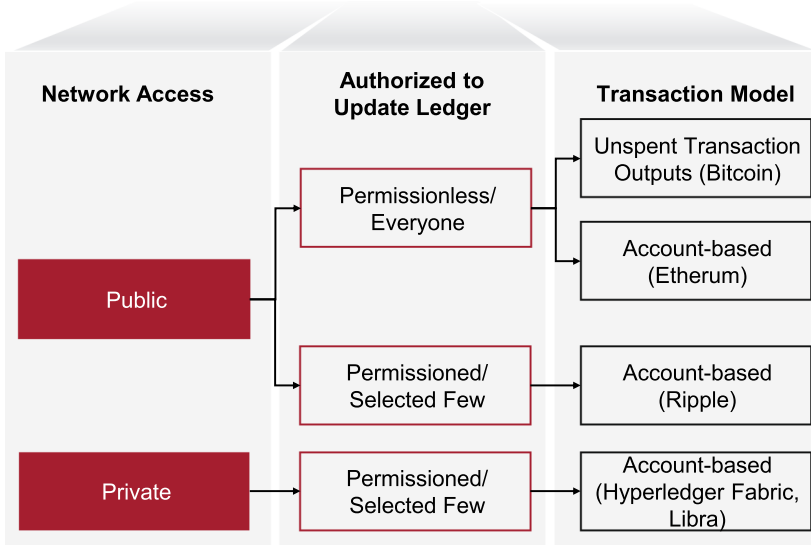 Network Access
Authorized to
Update Ledger
Transaction Model
Public
Permissionless/
Everyone
Unspent Transaction
Outputs (Bitcoin)
Account-based
(Etherum)
Permissioned/
Selected Few
Account-based
(Ripple)
Private
Permissioned/
Selected Few
Account-based
(Hyperledger Fabric,
Libra)